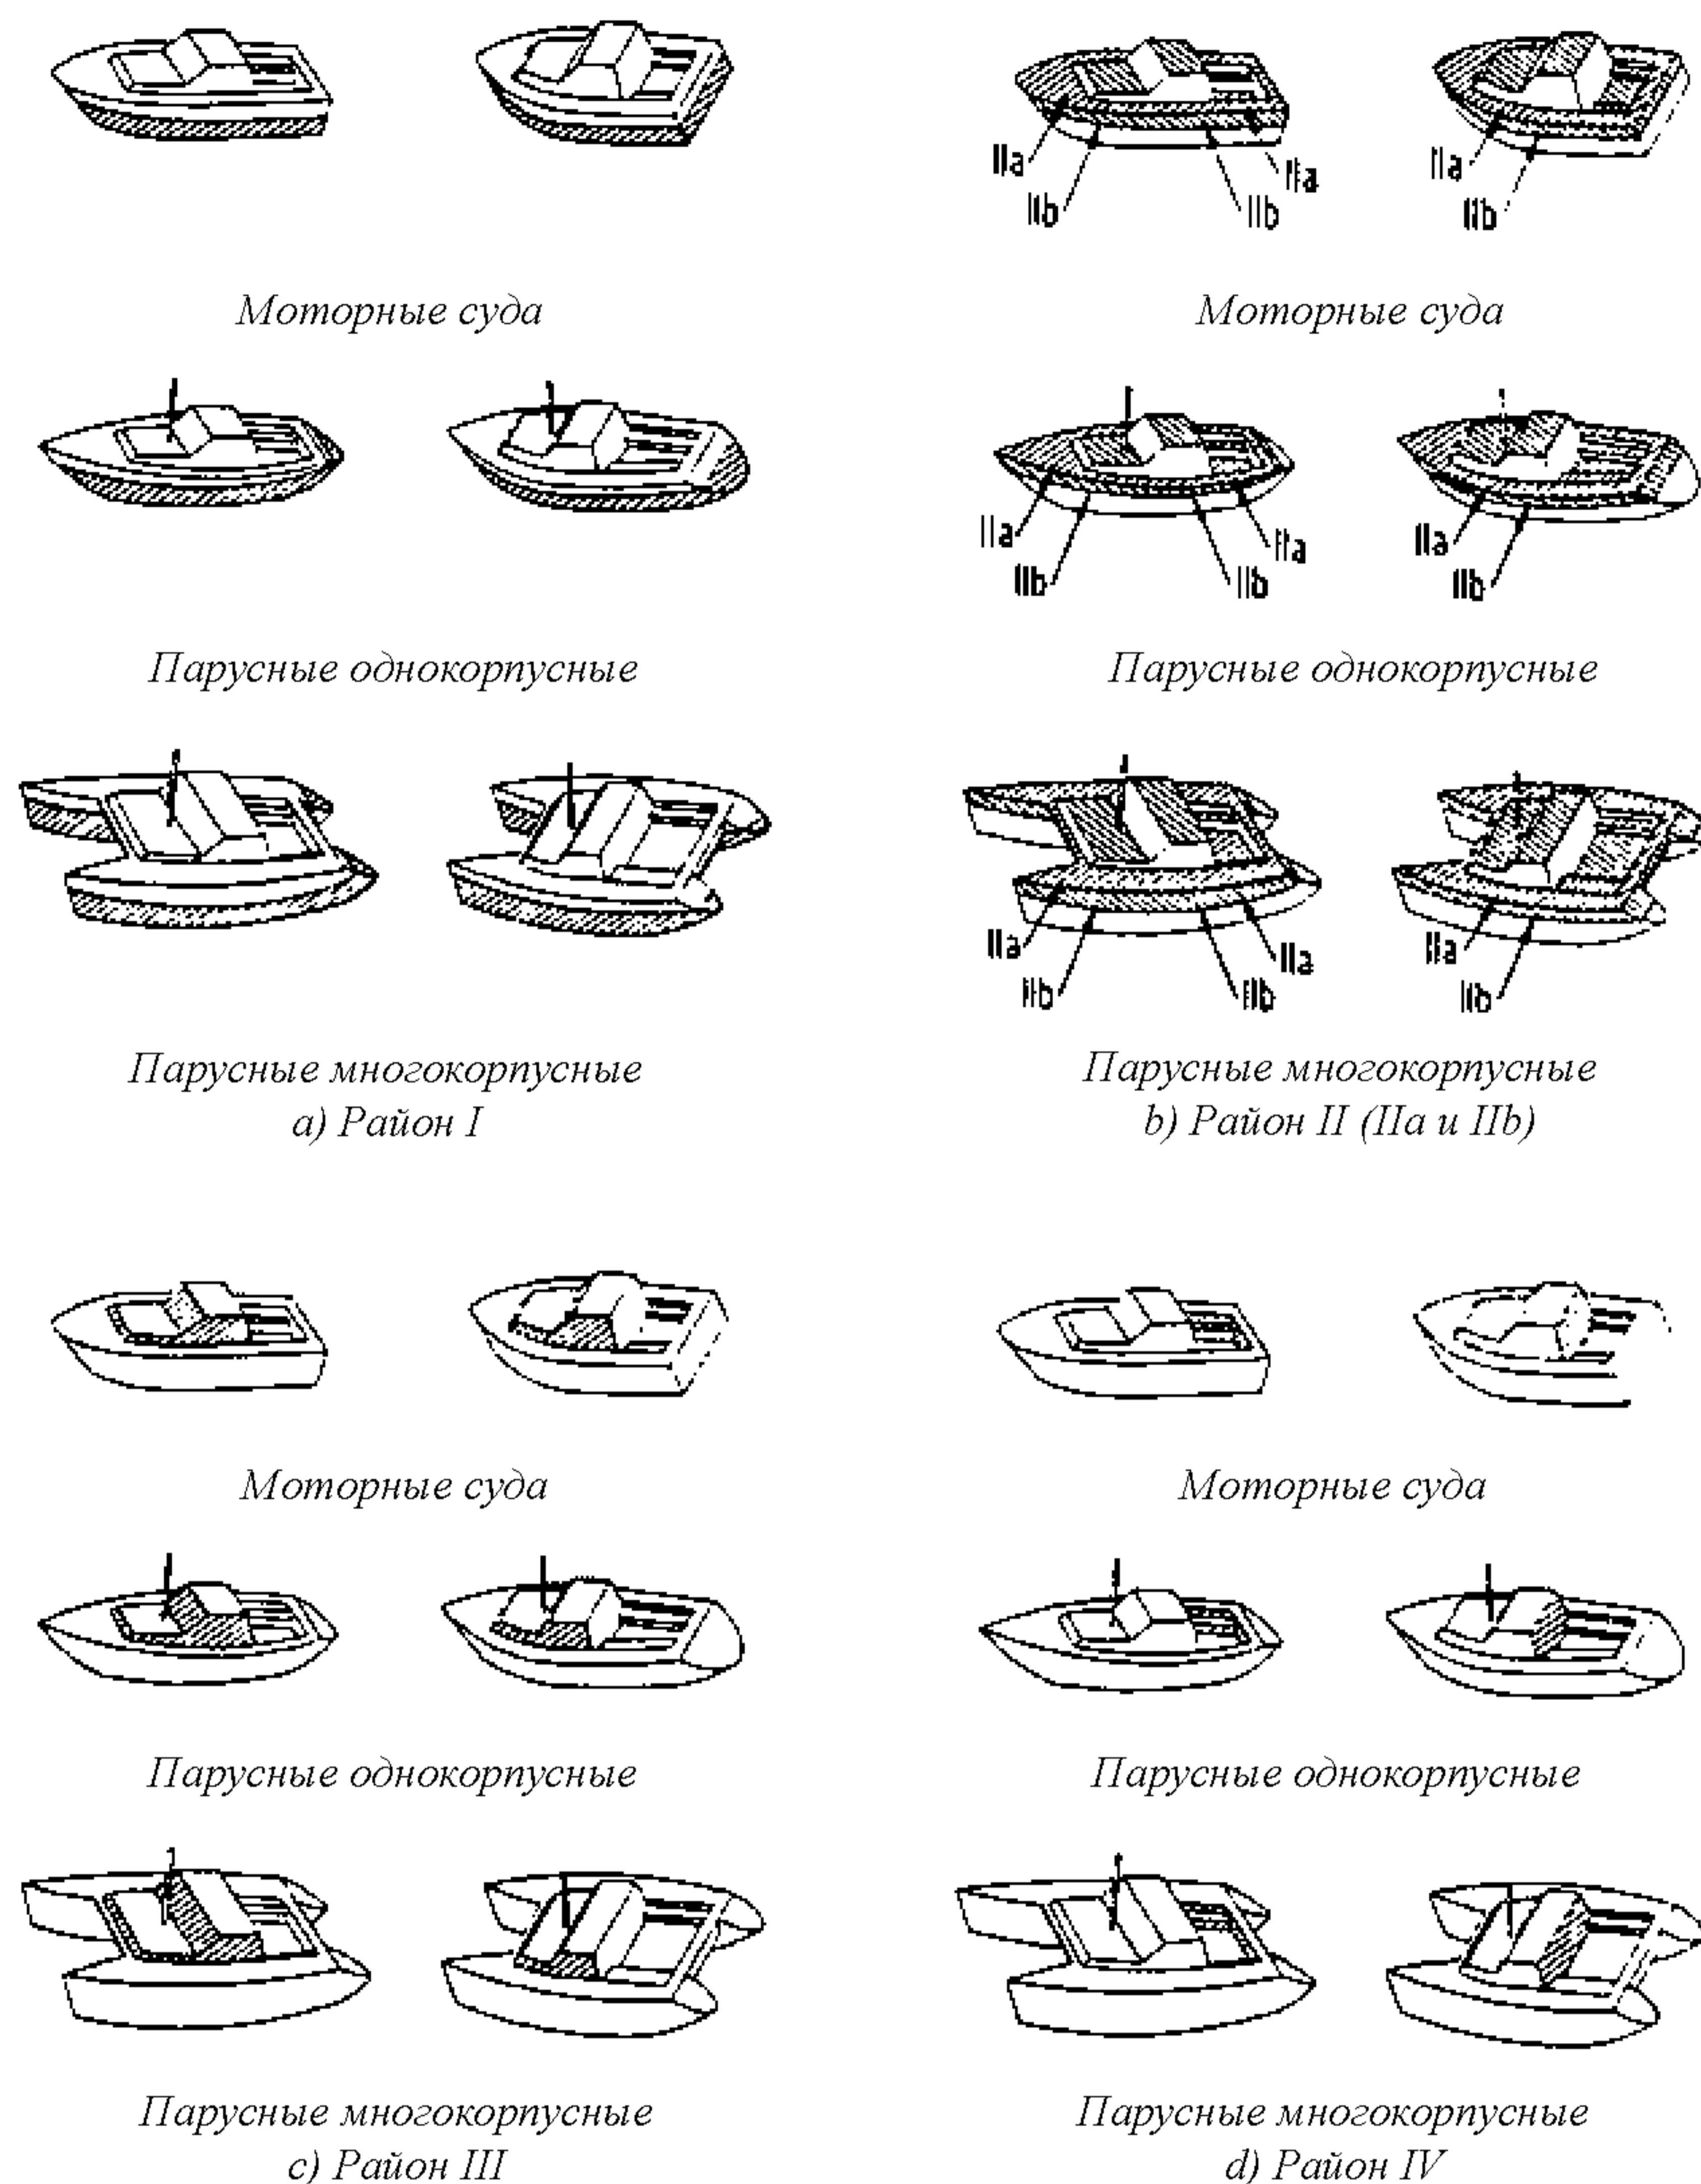 IIa
IIb
IIb
IIa
IIa
IIb
Моторные суда
Моторные суда
IIa
IIb
IIb
IIa
IIa
IIb
Парусные однокорпусные
Парусные однокорпусные
IIa
IIb
IIb
IIa
IIa
IIb
Парусные многокорпусные
a) Район I
Парусные многокорпусные
b) Район II (IIa и IIb)
Моторные суда
Моторные суда
Парусные однокорпусные
Парусные однокорпусные
Парусные многокорпусные
c) Район III
Парусные многокорпусные
d) Район IV